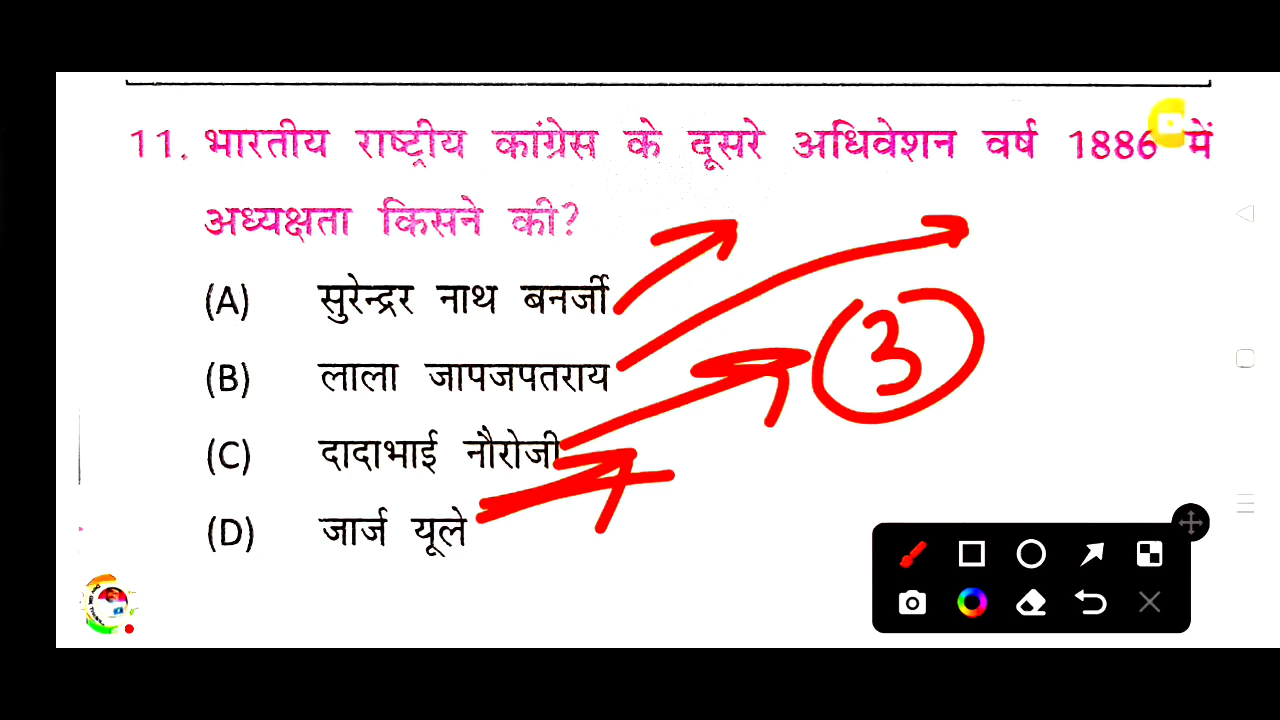 11. भारतीय राष्ट्रीय कांग्रेस के दूसरे अधिवेशन वर्ष 1886 में
अध्यक्षता किसने की?
(A) सुरेन्द्रर नाथ बनर्जी
(B) लाला जापजपतराय
3
(C) दादाभाई नौरोजी
(D) जार्ज यूले